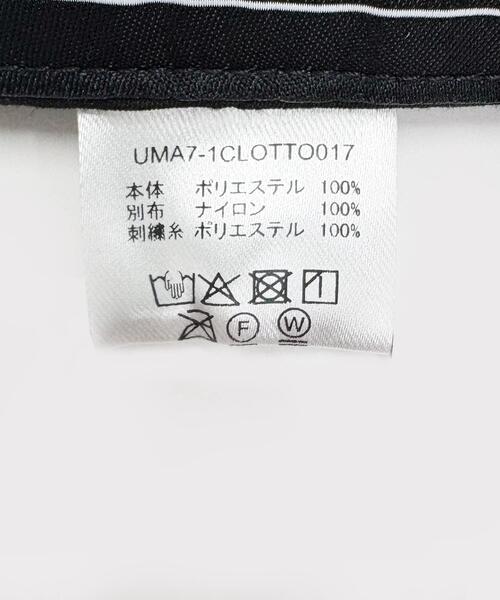 UMA7-1CLOTTO017
本体 ポリエステル 100%
別布 ナイロン 100%
刺繍糸 ポリエステル 100%
F W